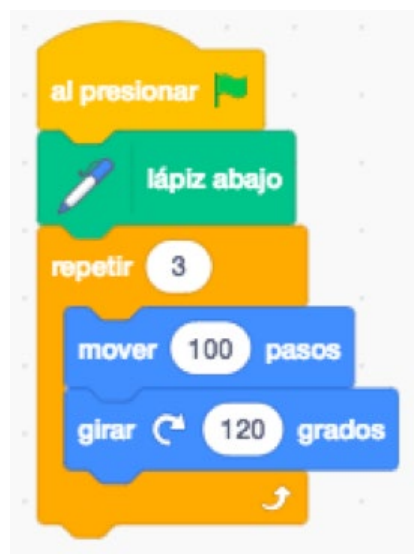 al presionar
lápiz abajo
repetir 3
mover 100 pasos
girar 120 grados